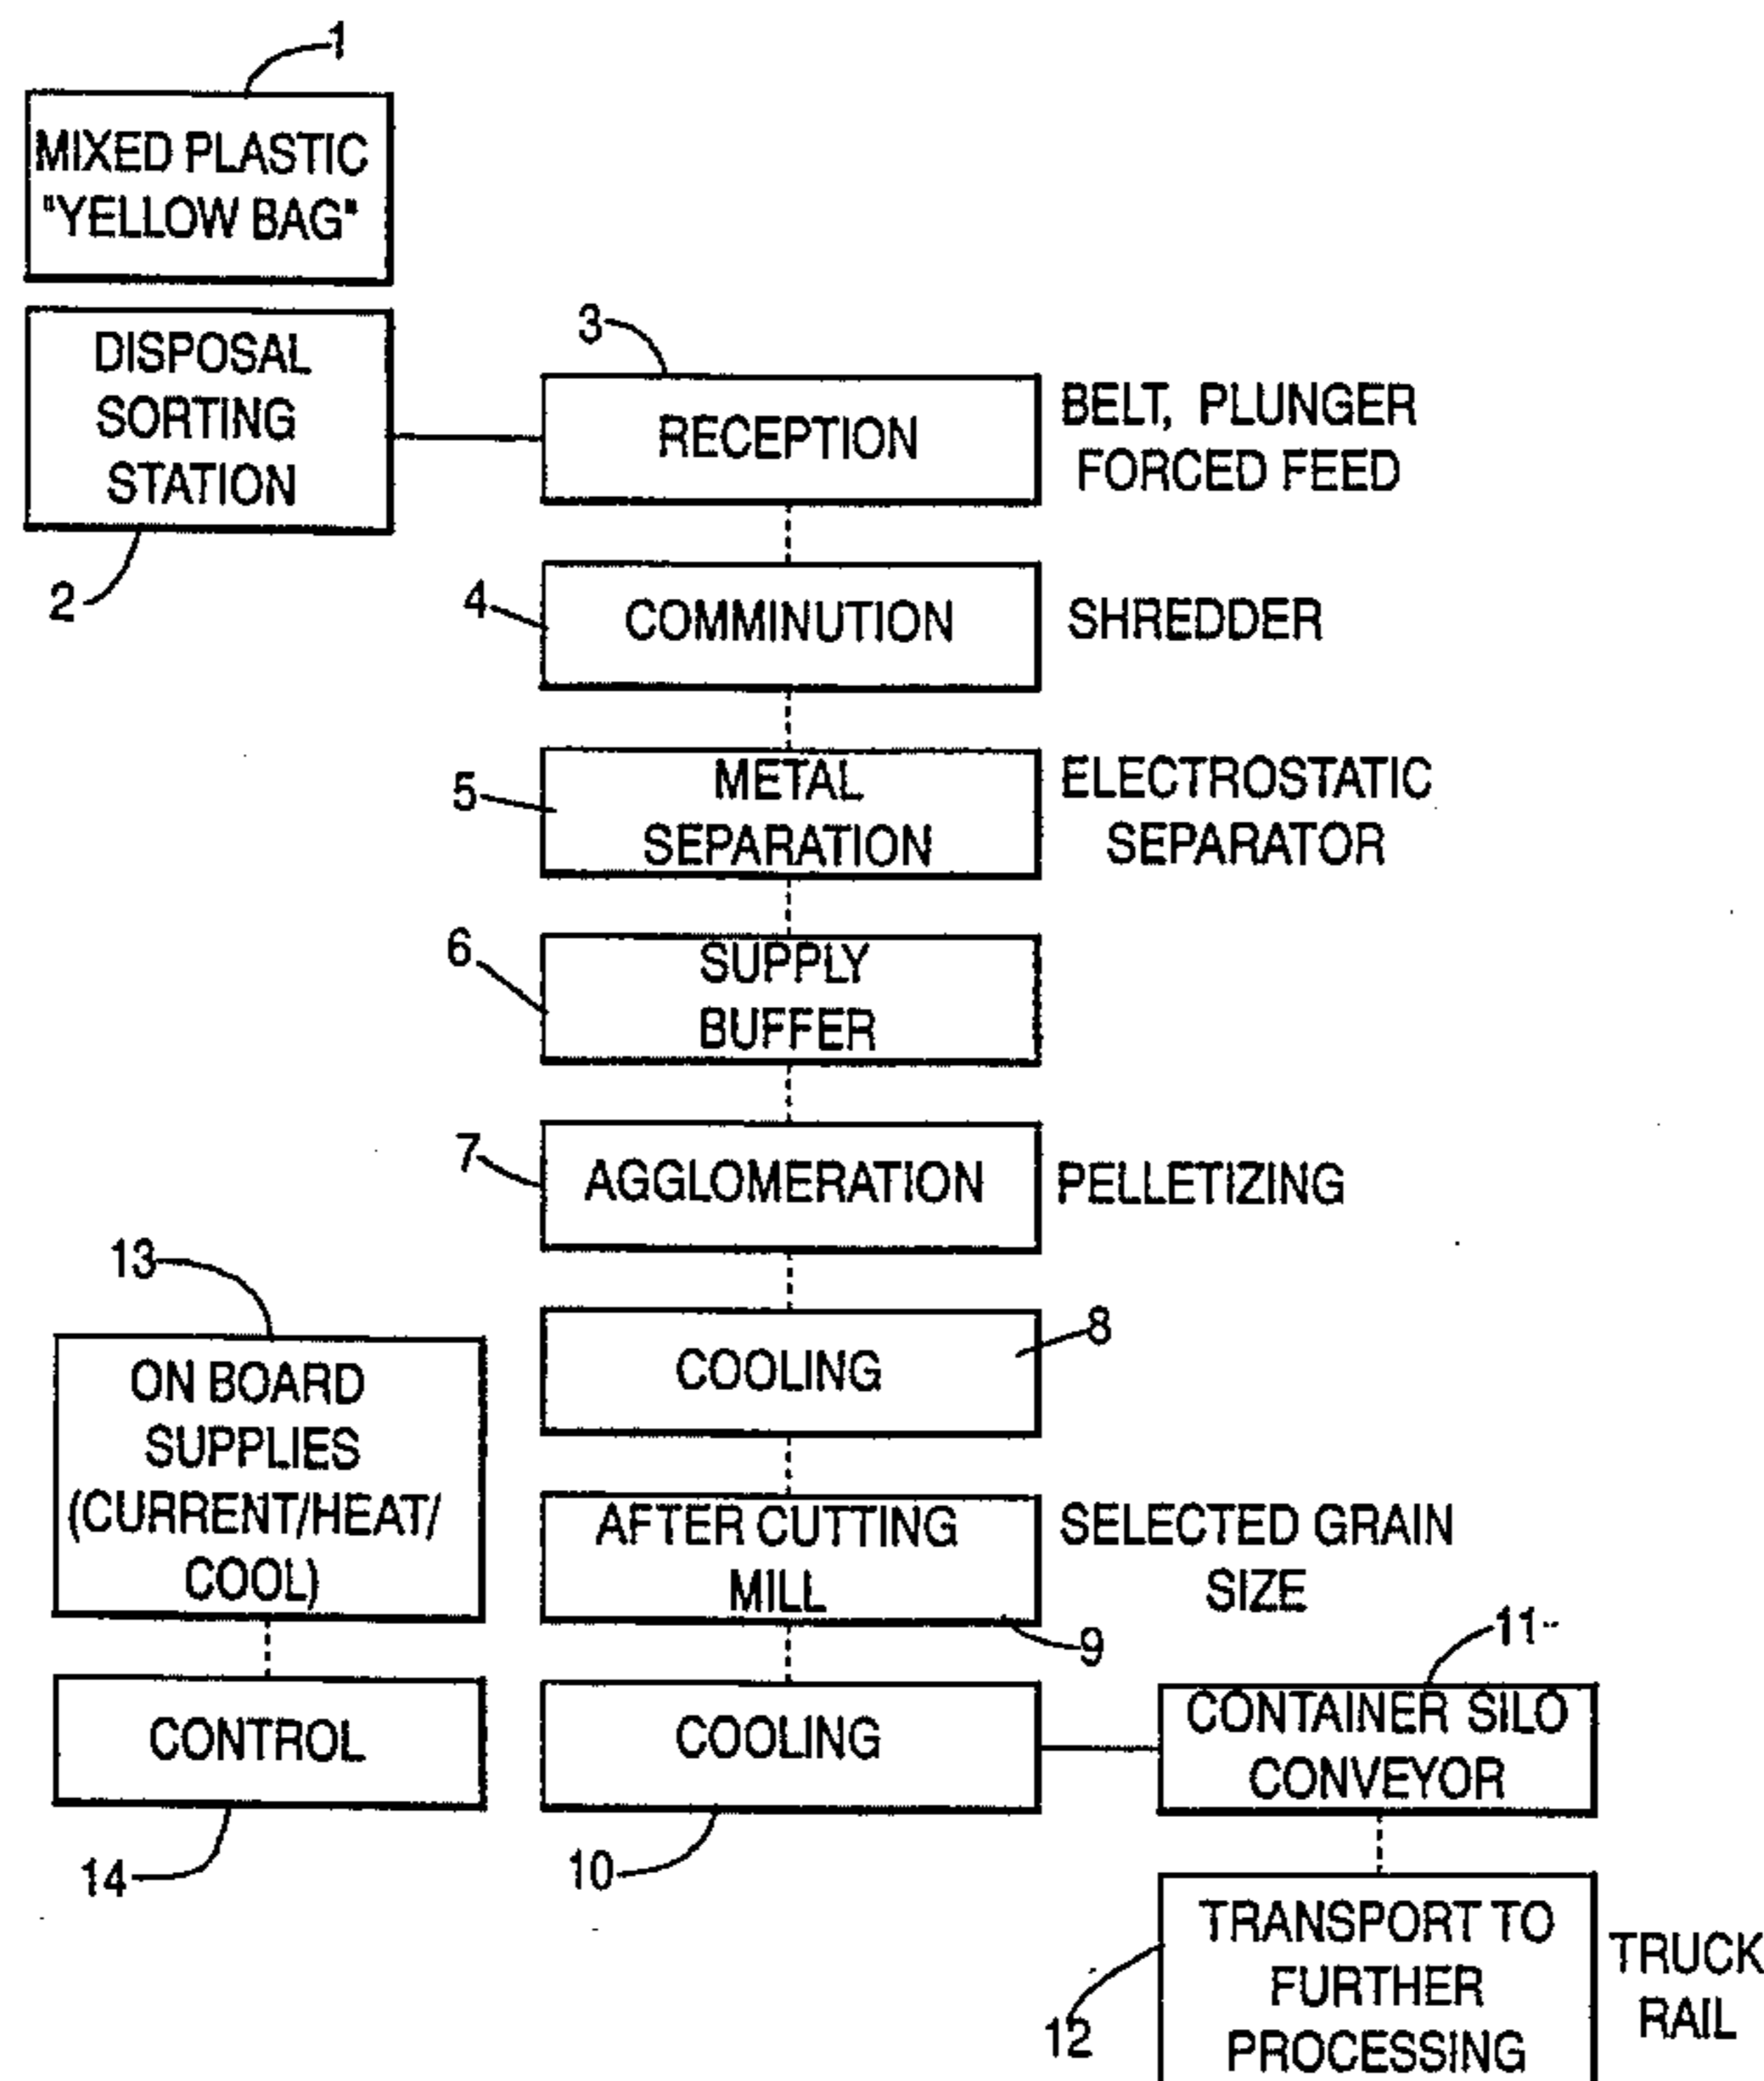 1
MIXED PLASTIC
"YELLOW BAG"
DISPOSAL
SORTING
STATION
2
3
RECEPTION
BELT, PLUNGER
FORCED FEED
4
COMMINUTION
SHREDDER
5
METAL
SEPARATION
ELECTROSTATIC
SEPARATOR
6
SUPPLY
BUFFER
7
AGGLOMERATION
PELLETIZING
8
COOLING
13
ON BOARD
SUPPLIES
(CURRENT/HEAT/
COOL)
AFTER CUTTING
MILL
SELECTED GRAIN
SIZE
9
CONTROL
14
COOLING
10
11
CONTAINER SILO
CONVEYOR
12
TRANSPORT TO
FURTHER
PROCESSING
TRUCK
RAIL